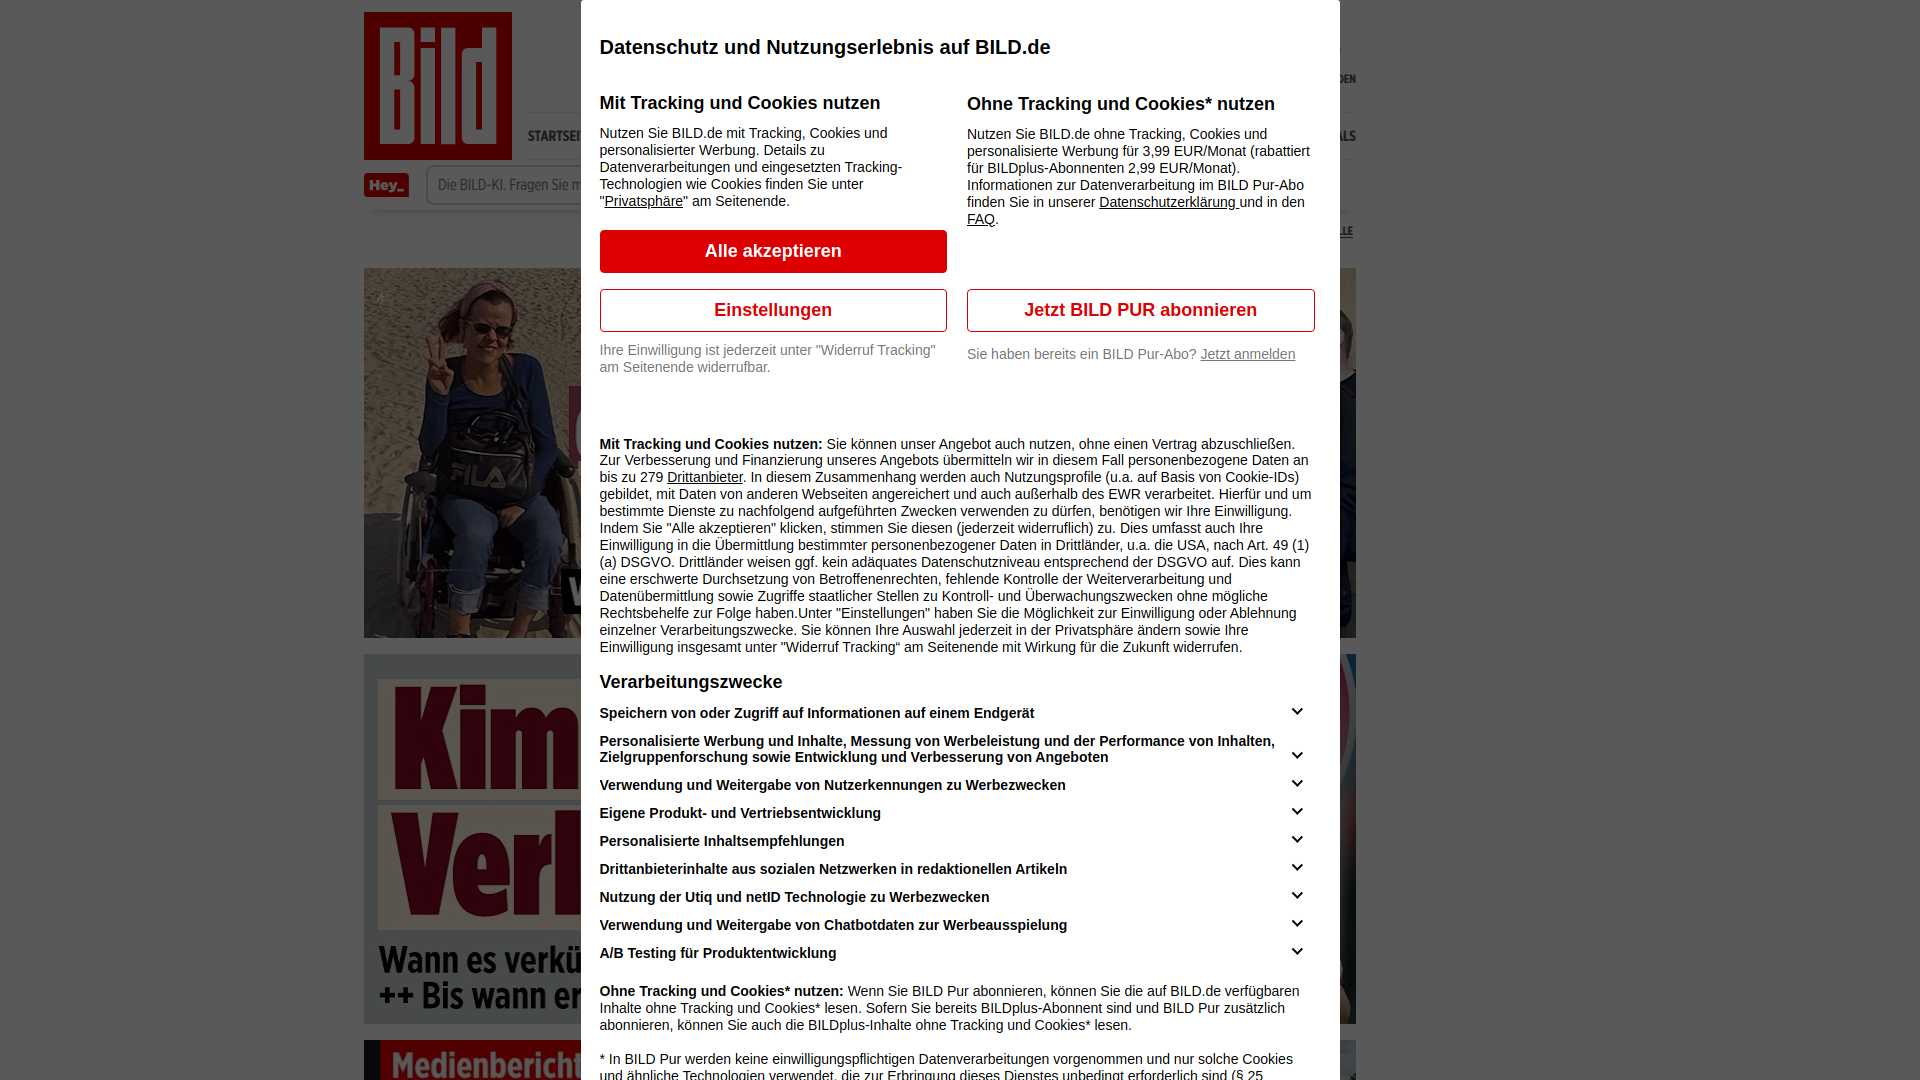 Bild
Datenschutz und Nutzungserlebnis auf BILD.de
Mit Tracking und Cookies nutzen
Nutzen Sie BILD.de mit Tracking, Cookies und
personalisierter Werbung. Details zu
Datenverarbeitungen und eingesetzten Tracking-
Technologien wie Cookies finden Sie unter
"Privatsphäre" am Seitenende.
Alle akzeptieren
Einstellungen
Ihre Einwilligung ist jederzeit unter "Widerruf Tracking"
am Seitenende widerrufbar.
Ohne Tracking und Cookies* nutzen
Nutzen Sie BILD.de ohne Tracking, Cookies und
personalisierte Werbung für 3,99 EUR/Monat (rabattiert
für BILDplus-Abonnenten 2,99 EUR/Monat).
Informationen zur Datenverarbeitung im BILD Pur-Abo
finden Sie in unserer Datenschutzerklärung und in den
FAQ.
Jetzt BILD PUR abonnieren
Sie haben bereits ein BILD Pur-Abo? Jetzt anmelden
Mit Tracking und Cookies nutzen: Sie können unser Angebot auch nutzen, ohne einen Vertrag abzuschließen.
Zur Verbesserung und Finanzierung unseres Angebots übermitteln wir in diesem Fall personenbezogene Daten an
bis zu 279 Drittanbieter. In diesem Zusammenhang werden auch Nutzungsprofile (u.a. auf Basis von Cookie-IDs)
gebildet, mit Daten von anderen Webseiten angereichert und auch außerhalb des EWR verarbeitet. Hierfür und um
bestimmte Dienste zu nachfolgend aufgeführten Zwecken verwenden zu dürfen, benötigen wir Ihre Einwilligung.
Indem Sie "Alle akzeptieren" klicken, stimmen Sie diesen (jederzeit widerruflich) zu. Dies umfasst auch Ihre
Einwilligung in die Übermittlung bestimmter personenbezogener Daten in Drittländer, u.a. die USA, nach Art. 49 (1)
(a) DSGVO. Drittländer weisen ggf. kein adäquates Datenschutzniveau entsprechend der DSGVO auf. Dies kann
eine erschwerte Durchsetzung von Betroffenenrechten, fehlende Kontrolle der Weiterverarbeitung und
Datenübermittlung sowie Zugriffe staatlicher Stellen zu Kontroll- und Überwachungszwecken ohne mögliche
Rechtsbehelfe zur Folge haben.Unter "Einstellungen" haben Sie die Möglichkeit zur Einwilligung oder Ablehnung
einzelner Verarbeitungszwecke. Sie können Ihre Auswahl jederzeit in der Privatsphäre ändern sowie Ihre
Einwilligung insgesamt unter "Widerruf Tracking“ am Seitenende mit Wirkung für die Zukunft widerrufen.
Verarbeitungszwecke
Speichern von oder Zugriff auf Informationen auf einem Endgerät
Personalisierte Werbung und Inhalte, Messung von Werbeleistung und der Performance von Inhalten,
Zielgruppenforschung sowie Entwicklung und Verbesserung von Angeboten
Verwendung und Weitergabe von Nutzerkennungen zu Werbezwecken
Eigene Produkt- und Vertriebsentwicklung
Personalisierte Inhaltsempfehlungen
Drittanbieterinhalte aus sozialen Netzwerken in redaktionellen Artikeln
Nutzung der Utiq und netID Technologie zu Werbezwecken
Verwendung und Weitergabe von Chatbotdaten zur Werbeausspielung
A/B Testing für Produktentwicklung
Ohne Tracking und Cookies* nutzen: Wenn Sie BILD Pur abonnieren, können Sie die auf BILD.de verfügbaren
Inhalte ohne Tracking und Cookies* lesen. Sofern Sie bereits BILDplus-Abonnent sind und BILD Pur zusätzlich
abonnieren, können Sie auch die BILDplus-Inhalte ohne Tracking und Cookies* lesen.
* In BILD Pur werden keine einwilligungspflichtigen Datenverarbeitungen vorgenommen und nur solche Cookies
und ähnliche Technologien verwendet, die zur Erbringung dieses Dienstes unbedingt erforderlich sind (§ 25
STARTSEI
Hey_
Die BILD-KI. Fragen Sie m
FILA
Kim
Verl
Wann es verkü
++ Bis wann er
Medienbericht